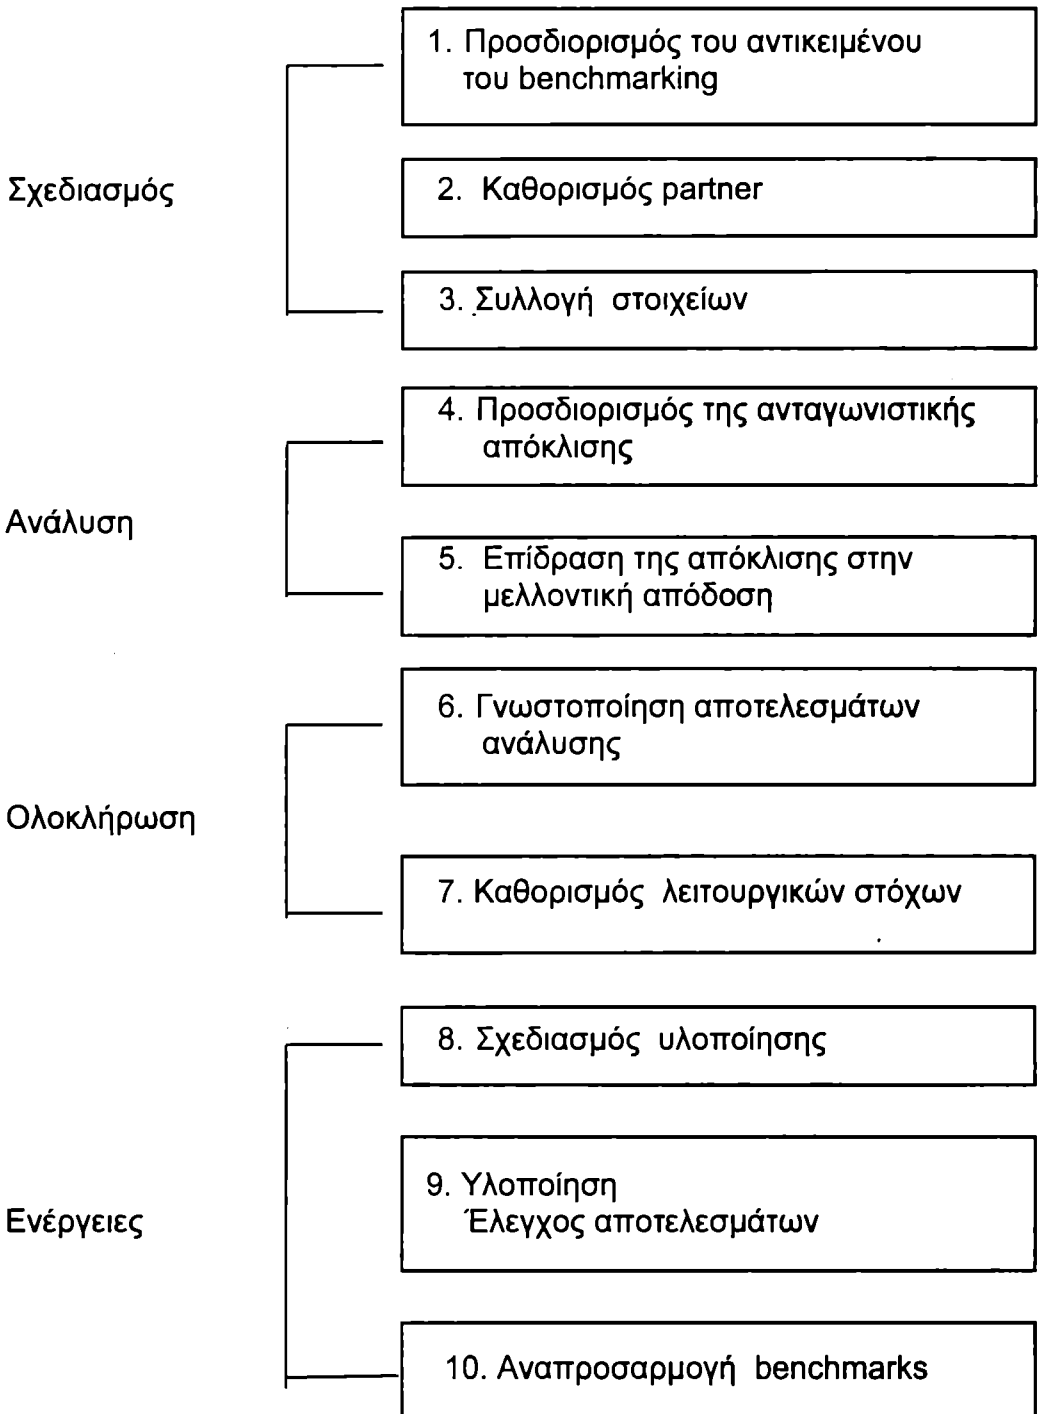 1. Προσδιορισμός του αντικειμένου
του benchmarking
Σχεδιασμός
2. Καθορισμός partner
3. Συλλογή στοιχείων
4. Προσδιορισμός της ανταγωνιστικής
απόκλισης
Ανάλυση
5. Επίδραση της απόκλισης στην
μελλοντική απόδοση
6. Γνωστοποίηση αποτελεσμάτων
ανάλυσης
Ολοκλήρωση
7. Καθορισμός λειτουργικών στόχων
8. Σχεδιασμός υλοποίησης
9. Υλοποίηση
Έλεγχος αποτελεσμάτων
Ενέργειες
10. Αναπροσαρμογή benchmarks